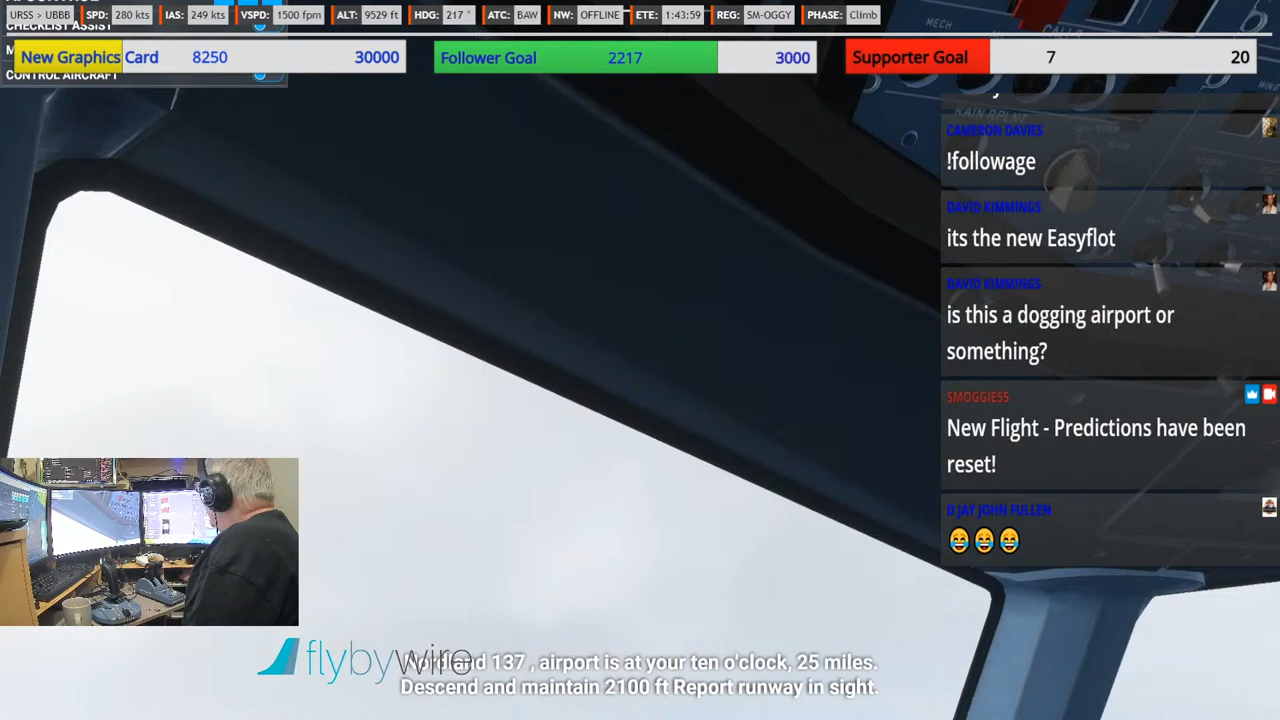 URSS > UBBB SPD: 280 kts IAS: 249 kts VSPD: 1500 fpm ALT: 9529 ft HDG: 217 ° ATC: BAW NW: OFFLINE ETE: 1:43:59 REG: SM-OGGY PHASE: Climb
CHECKLIST ASSIST
New Graphics Card 8250 30000
Follower Goal 2217 3000
Supporter Goal 7 20
CONTROL AIRCRAFT
MECH
CALLS
RAIN RPLNT
CAMERON DAVIES
!followage
DAVID KIMMINGS
its the new Easyflot
DAVID KIMMINGS
is this a dogging airport or
something?
SMOGGIE55
New Flight - Predictions have been
reset!
D JAY JOHN FULLEN
😂😂😂
flybywire
137 , airport is at your ten o'clock, 25 miles.
Descend and maintain 2100 ft Report runway in sight.